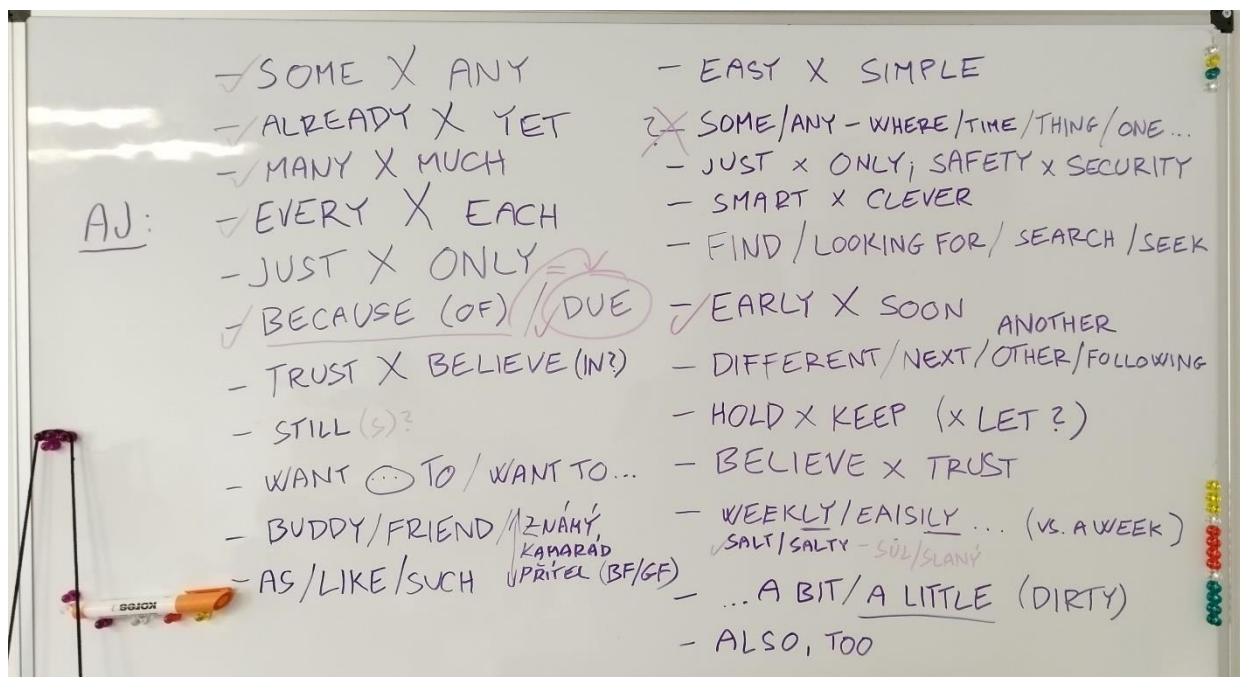 AJ:
- SOME X ANY
- ALREADY X YET
- MANY X MUCH
- EVERY X EACH
- JUST X ONLY
- BECAUSE (OF) / DUE
- TRUST X BELIEVE (IN?)
- STILL (S)?
- WANT ... TO / WANT TO...
- BUDDY/FRIEND/ ZNÁMÝ,
KAMARÁD
PŘÍTEL (BF/GF)
- AS/LIKE/SUCH
KORES
- EASY X SIMPLE
? - SOME/ANY - WHERE/TIME/THING/ONE...
- JUST X ONLY; SAFETY X SECURITY
- SMART X CLEVER
- FIND / LOOKING FOR / SEARCH / SEEK
- EARLY X SOON
ANOTHER
- DIFFERENT/NEXT/OTHER/FOLLOWING
- HOLD X KEEP (X LET?)
- BELIEVE X TRUST
- WEEKLY/EAISILY ... (VS. A WEEK)
SALT/SALTY - SŮL/SLANÝ
- ...A BIT/A LITTLE (DIRTY)
- ALSO, TOO